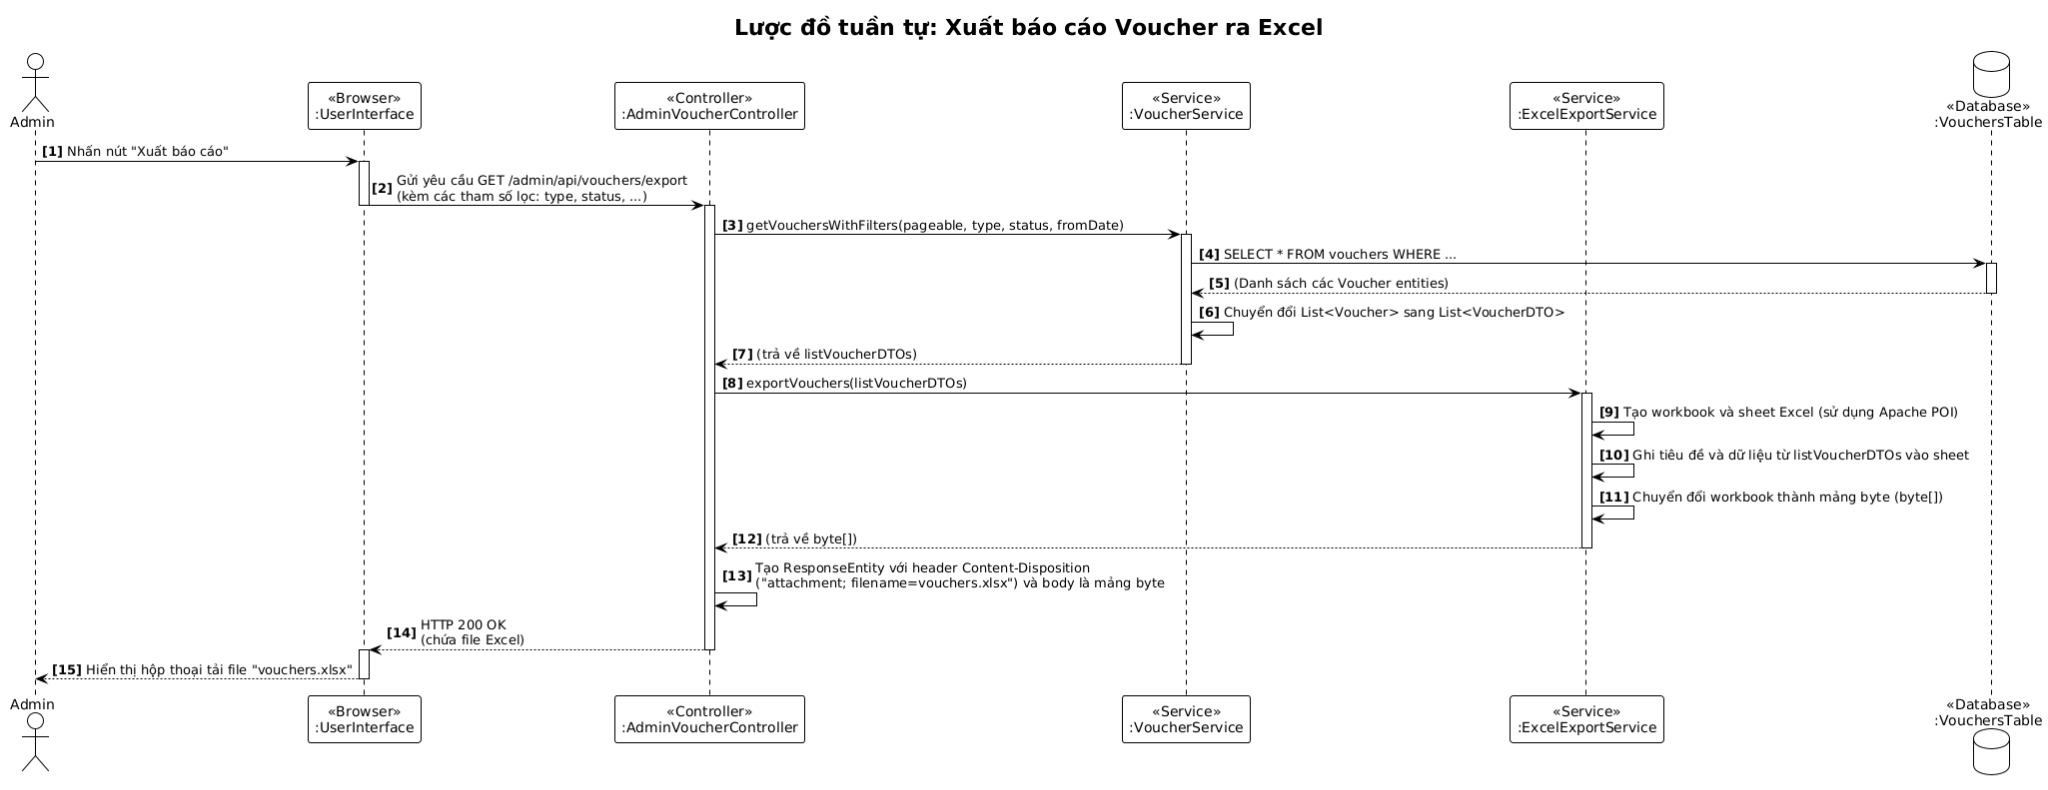 Lược đồ tuần tự: Xuất báo cáo Voucher ra Excel
Admin
«Browser»
:UserInterface
«Controller»
:AdminVoucherController
«Service»
:VoucherService
«Service»
:ExcelExportService
«Database»
:VouchersTable
[1] Nhấn nút "Xuất báo cáo"
[2] Gửi yêu cầu GET /admin/api/vouchers/export
(kèm các tham số lọc: type, status, ...)
[3] getVouchersWithFilters(pageable, type, status, fromDate)
[4] SELECT * FROM vouchers WHERE ...
[5] (Danh sách các Voucher entities)
[6] Chuyển đổi List<Voucher> sang List<VoucherDTO>
[7] (trả về listVoucherDTOs)
[8] exportVouchers(listVoucherDTOs)
[9] Tạo workbook và sheet Excel (sử dụng Apache POI)
[10] Ghi tiêu đề và dữ liệu từ listVoucherDTOs vào sheet
[11] Chuyển đổi workbook thành mảng byte (byte[])
[12] (trả về byte[])
[13] Tạo ResponseEntity với header Content-Disposition
("attachment; filename=vouchers.xlsx") và body là mảng byte
[14] HTTP 200 OK
(chứa file Excel)
[15] Hiển thị hộp thoại tải file "vouchers.xlsx"
Admin
«Browser»
:UserInterface
«Controller»
:AdminVoucherController
«Service»
:VoucherService
«Service»
:ExcelExportService
«Database»
:VouchersTable